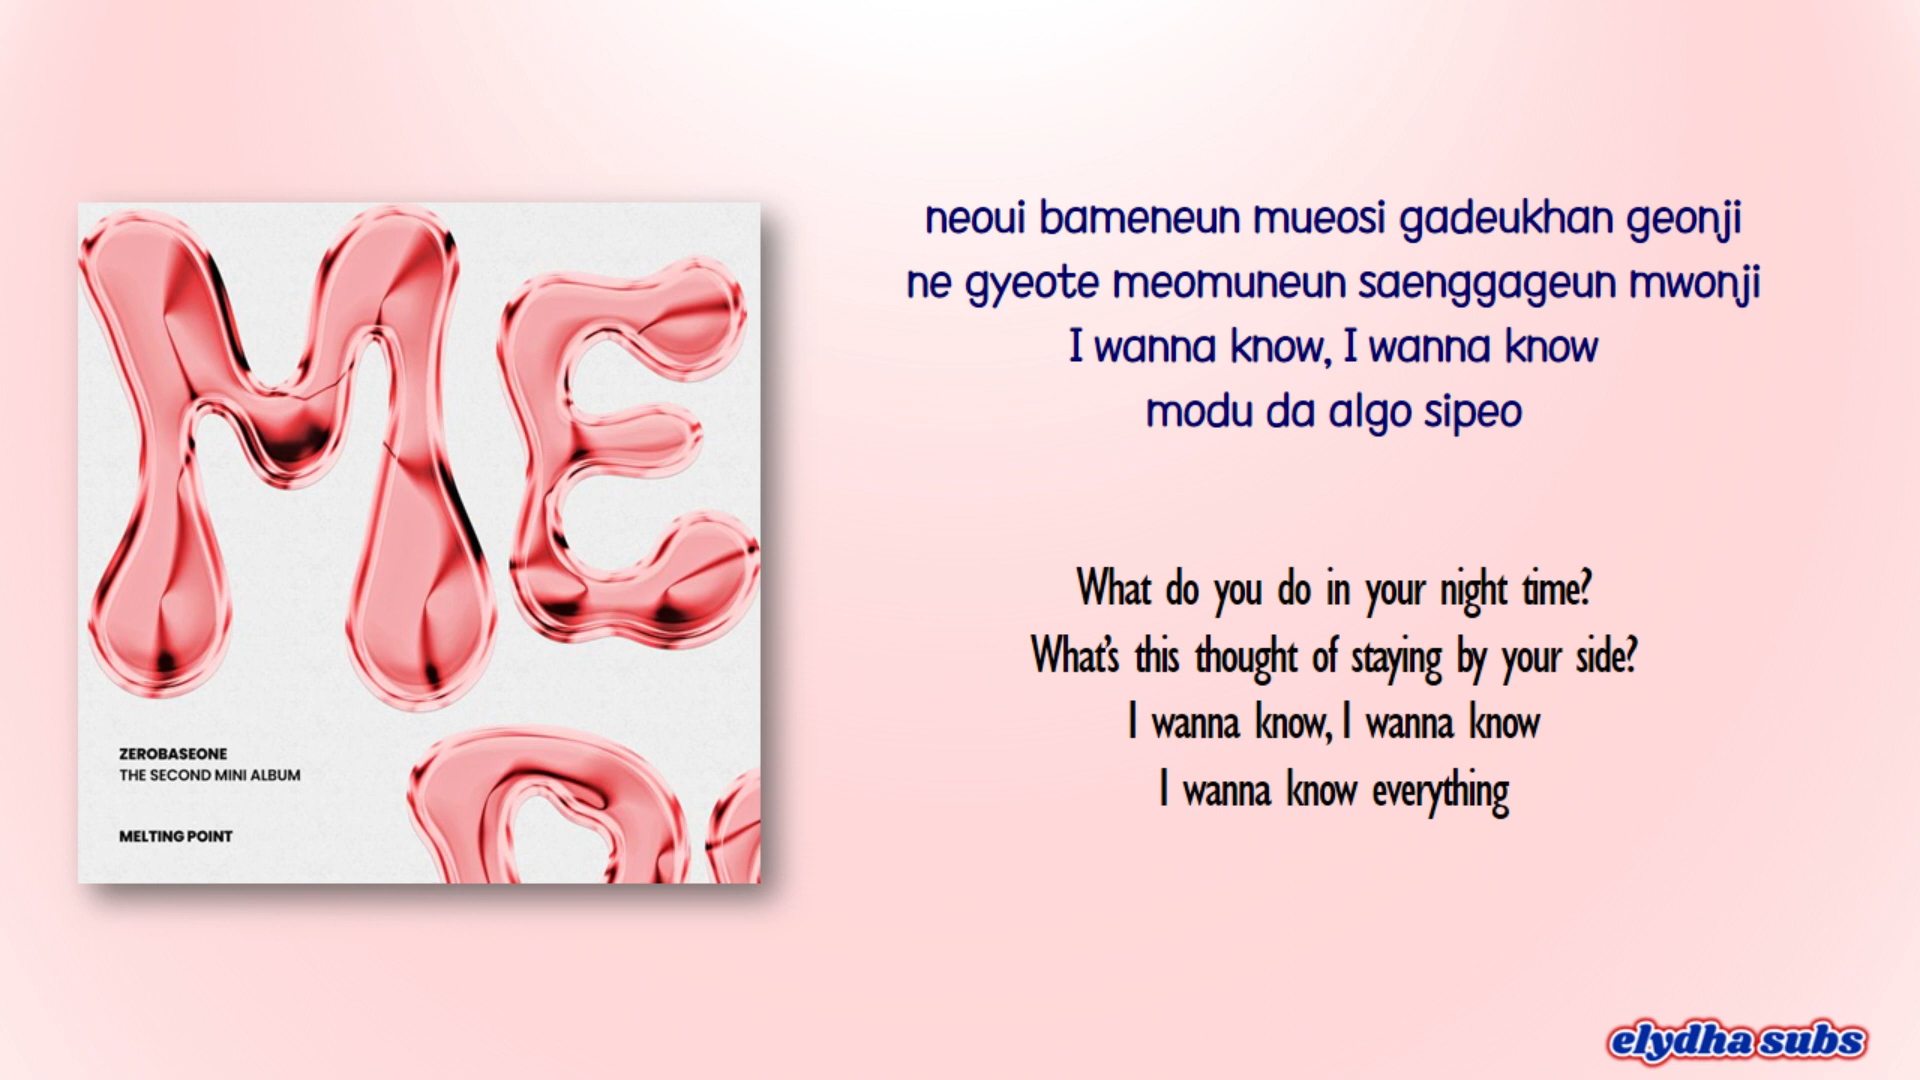 ME
ZEROBASEONE
THE SECOND MINI ALBUM
MELTING POINT
neoui bameneun mueosi gadeukhan geonji
ne gyeote meomuneun saenggageun mwonji
I wanna know, I wanna know
modu da algo sipeo
What do you do in your night time?
What's this thought of staying by your side?
I wanna know, I wanna know
I wanna know everything
elydha subs